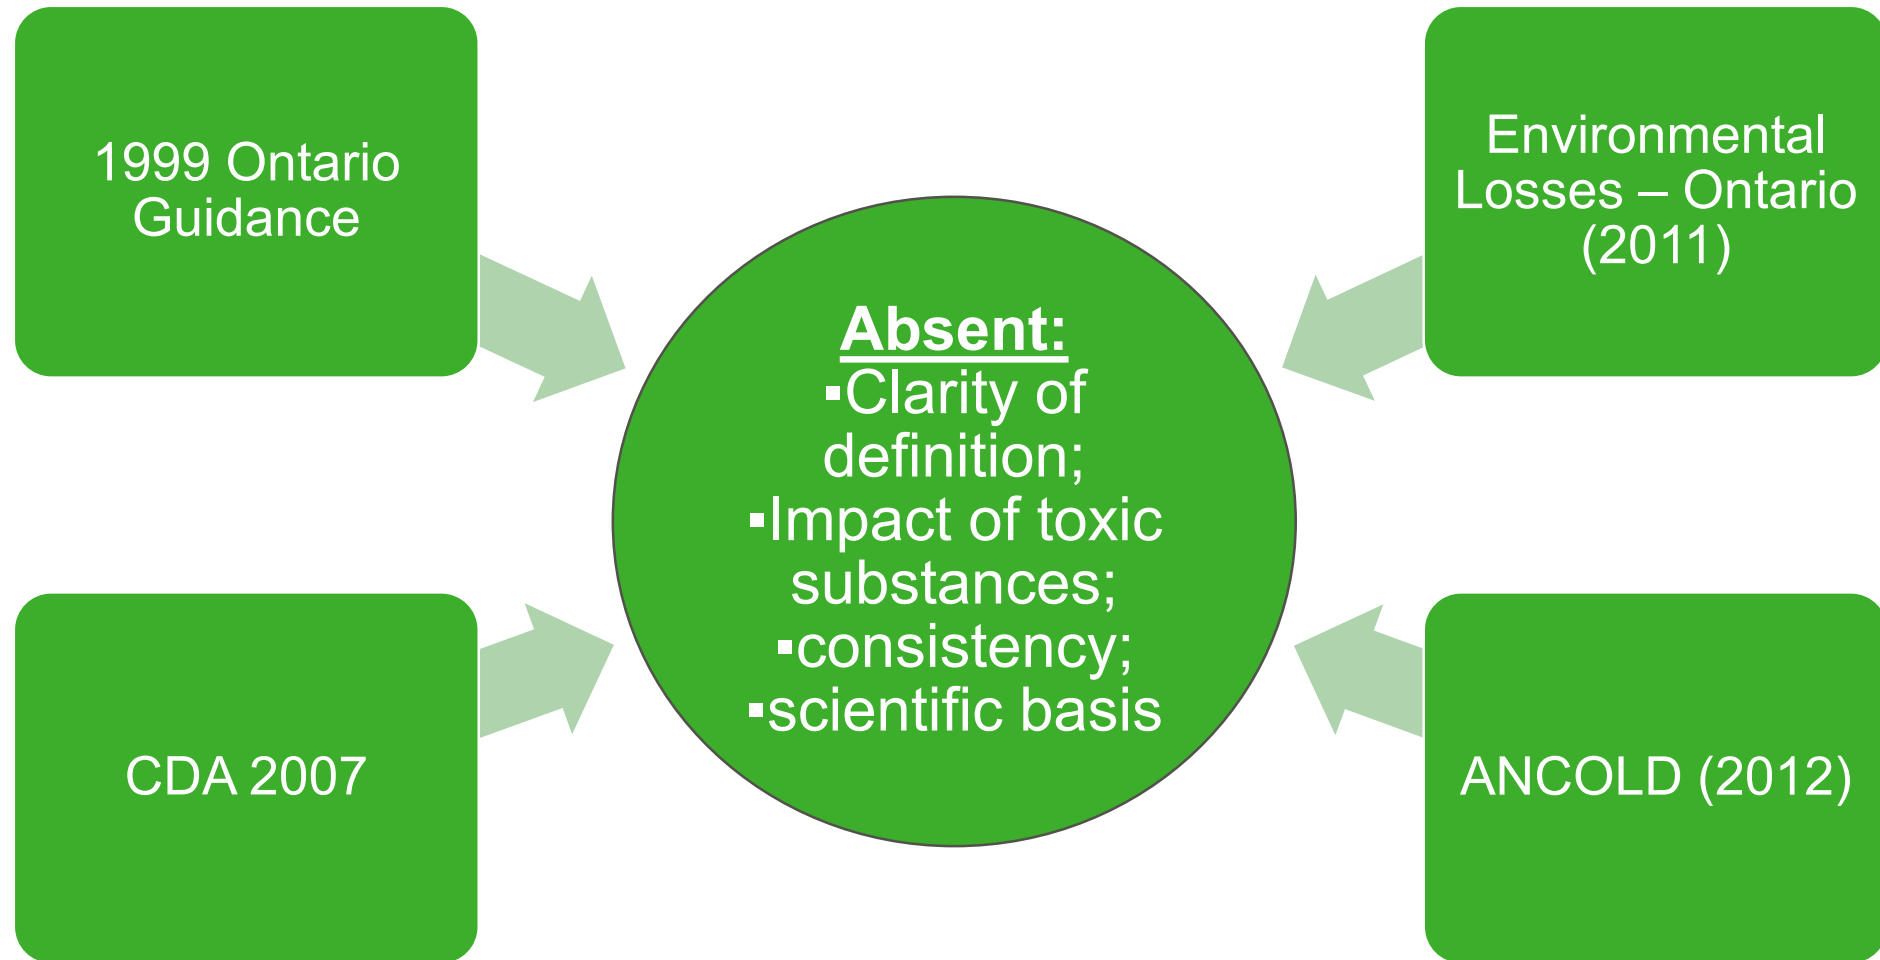 1999 Ontario
Guidance
Environmental
Losses – Ontario
(2011)
Absent:
▪Clarity of
definition;
▪Impact of toxic
substances;
▪consistency;
▪scientific basis
CDA 2007
ANCOLD (2012)